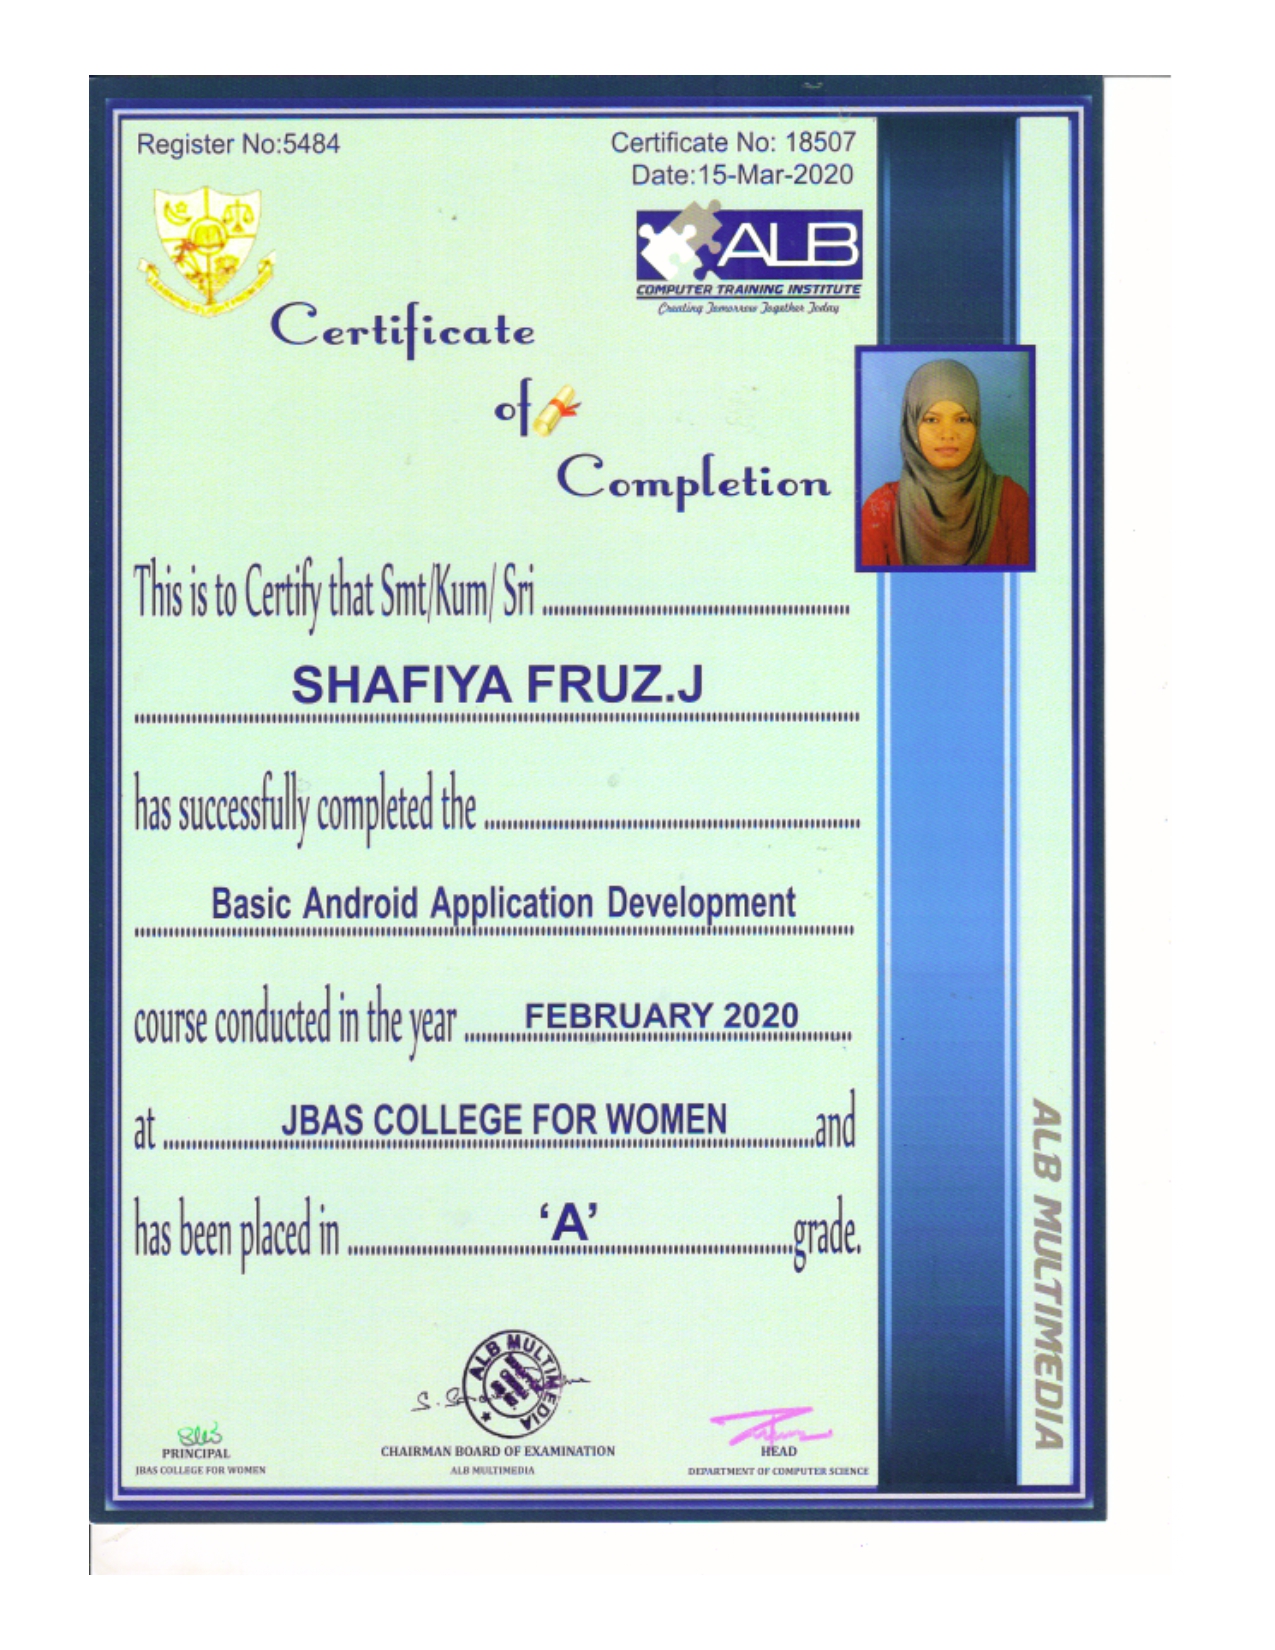 Register No:5484
Certificate No: 18507
Date:15-Mar-2020
ALB
COMPUTER TRAINING INSTITUTE
Creating Tomorrow Together Today
Certificate
of
Completion
This is to Certify that Smt/Kum/ Sri
SHAFIYA FRUZ.J
has successfully completed the
Basic Android Application Development
course conducted in the year FEBRUARY 2020
at JBAS COLLEGE FOR WOMEN and
has been placed in ‘A’ grade.
ALB MULTIMEDIA
ALB MULTIMEDIA
PRINCIPAL
JBAS COLLEGE FOR WOMEN
CHAIRMAN BOARD OF EXAMINATION
ALB MULTIMEDIA
HEAD
DEPARTMENT OF COMPUTER SCIENCE